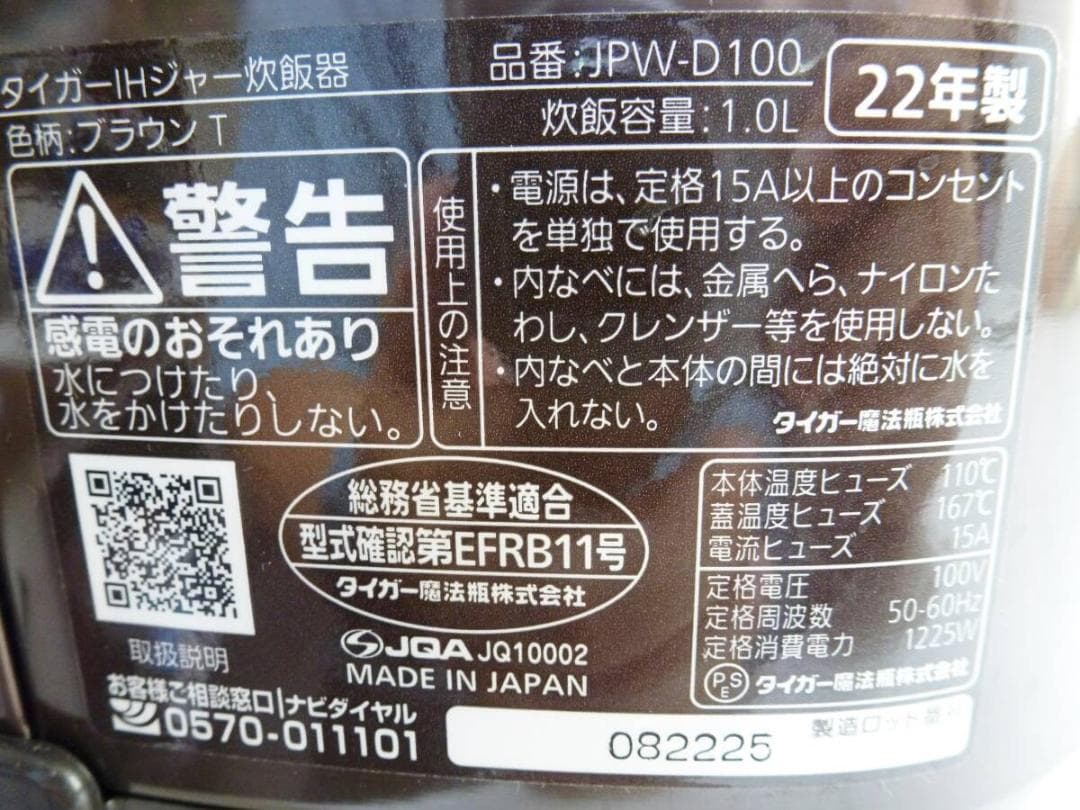 タイガーIHジャー炊飯器
品番:JPW-D100
22年製
色柄:ブラウンT
炊飯容量:1.0L
警告
感電のおそれあり
水につけたり、
水をかけたりしない。
使用上の注意
・電源は、定格15A以上のコンセント
を単独で使用する。
・内なべには、金属へら、ナイロンた
わし、クレンザー等を使用しない。
・内なべと本体の間には絶対に水を
入れない。
タイガー魔法瓶株式会社
取扱説明
総務省基準適合
型式確認第EFRB11号
タイガー魔法瓶株式会社
JQA JQ10002
MADE IN JAPAN
本体温度ヒューズ 110℃
蓋温度ヒューズ 167℃
電流ヒューズ 15A
定格電圧 100V
定格周波数 50-60Hz
定格消費電力 1225W
PSE タイガー魔法瓶株式会社
お客様ご相談窓口|ナビダイヤル
0570-011101
製造ロット番号
082225